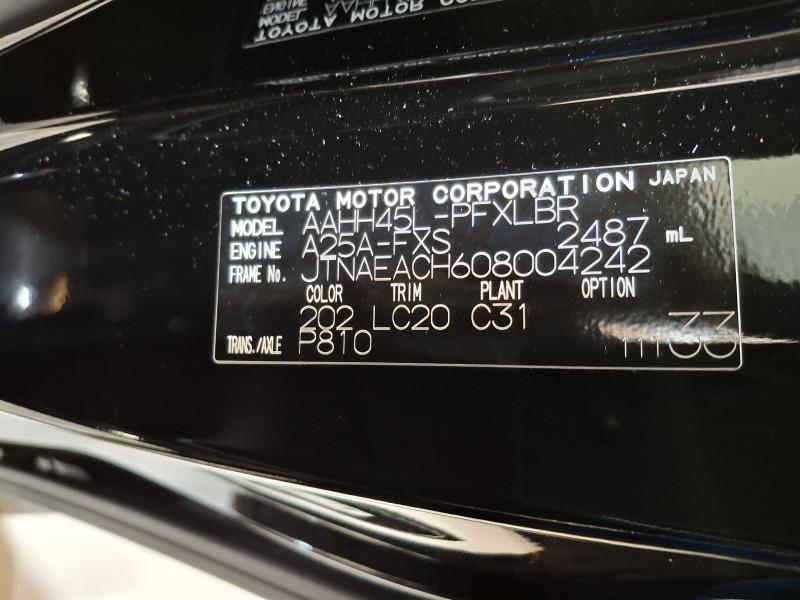 TOYOTA MOTOR CORPORATION JAPAN
MODEL AAHH45L-PFXLBR
ENGINE A25A-FXS 2487 mL
FRAME No. JTNAEACH608004242
COLOR TRIM PLANT OPTION
202 LC20 C31
TRANS./AXLE P810 11133